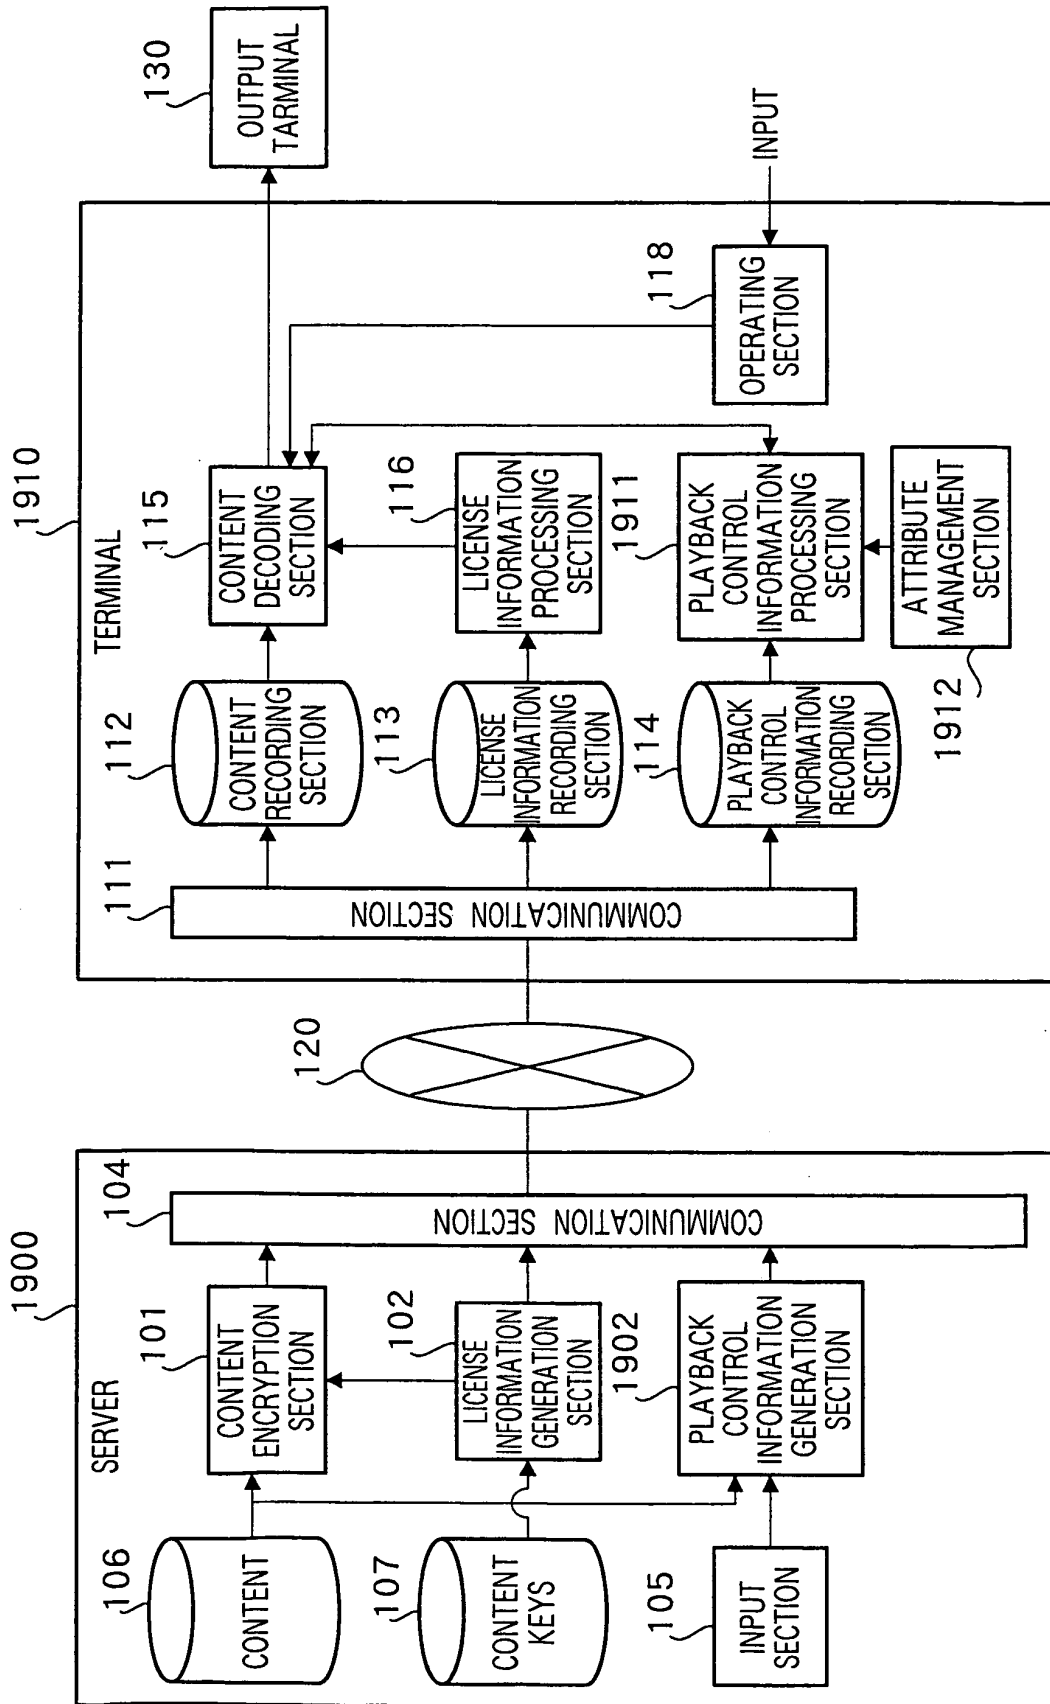 1900
SERVER
106
CONTENT
107
CONTENT
KEYS
105
INPUT
SECTION
101
CONTENT
ENCRYPTION
SECTION
102
LICENSE
INFORMATION
GENERATION
SECTION
1902
PLAYBACK
CONTROL
INFORMATION
GENERATION
SECTION
104
COMMUNICATION SECTION
120
1910
TERMINAL
111
COMMUNICATION SECTION
112
CONTENT
RECORDING
SECTION
113
LICENSE
INFORMATION
RECORDING
SECTION
114
PLAYBACK
CONTROL
INFORMATION
RECORDING
SECTION
115
CONTENT
DECODING
SECTION
116
LICENSE
INFORMATION
PROCESSING
SECTION
1911
PLAYBACK
CONTROL
INFORMATION
PROCESSING
SECTION
1912
ATTRIBUTE
MANAGEMENT
SECTION
118
OPERATING
SECTION
INPUT
130
OUTPUT
TARMINAL